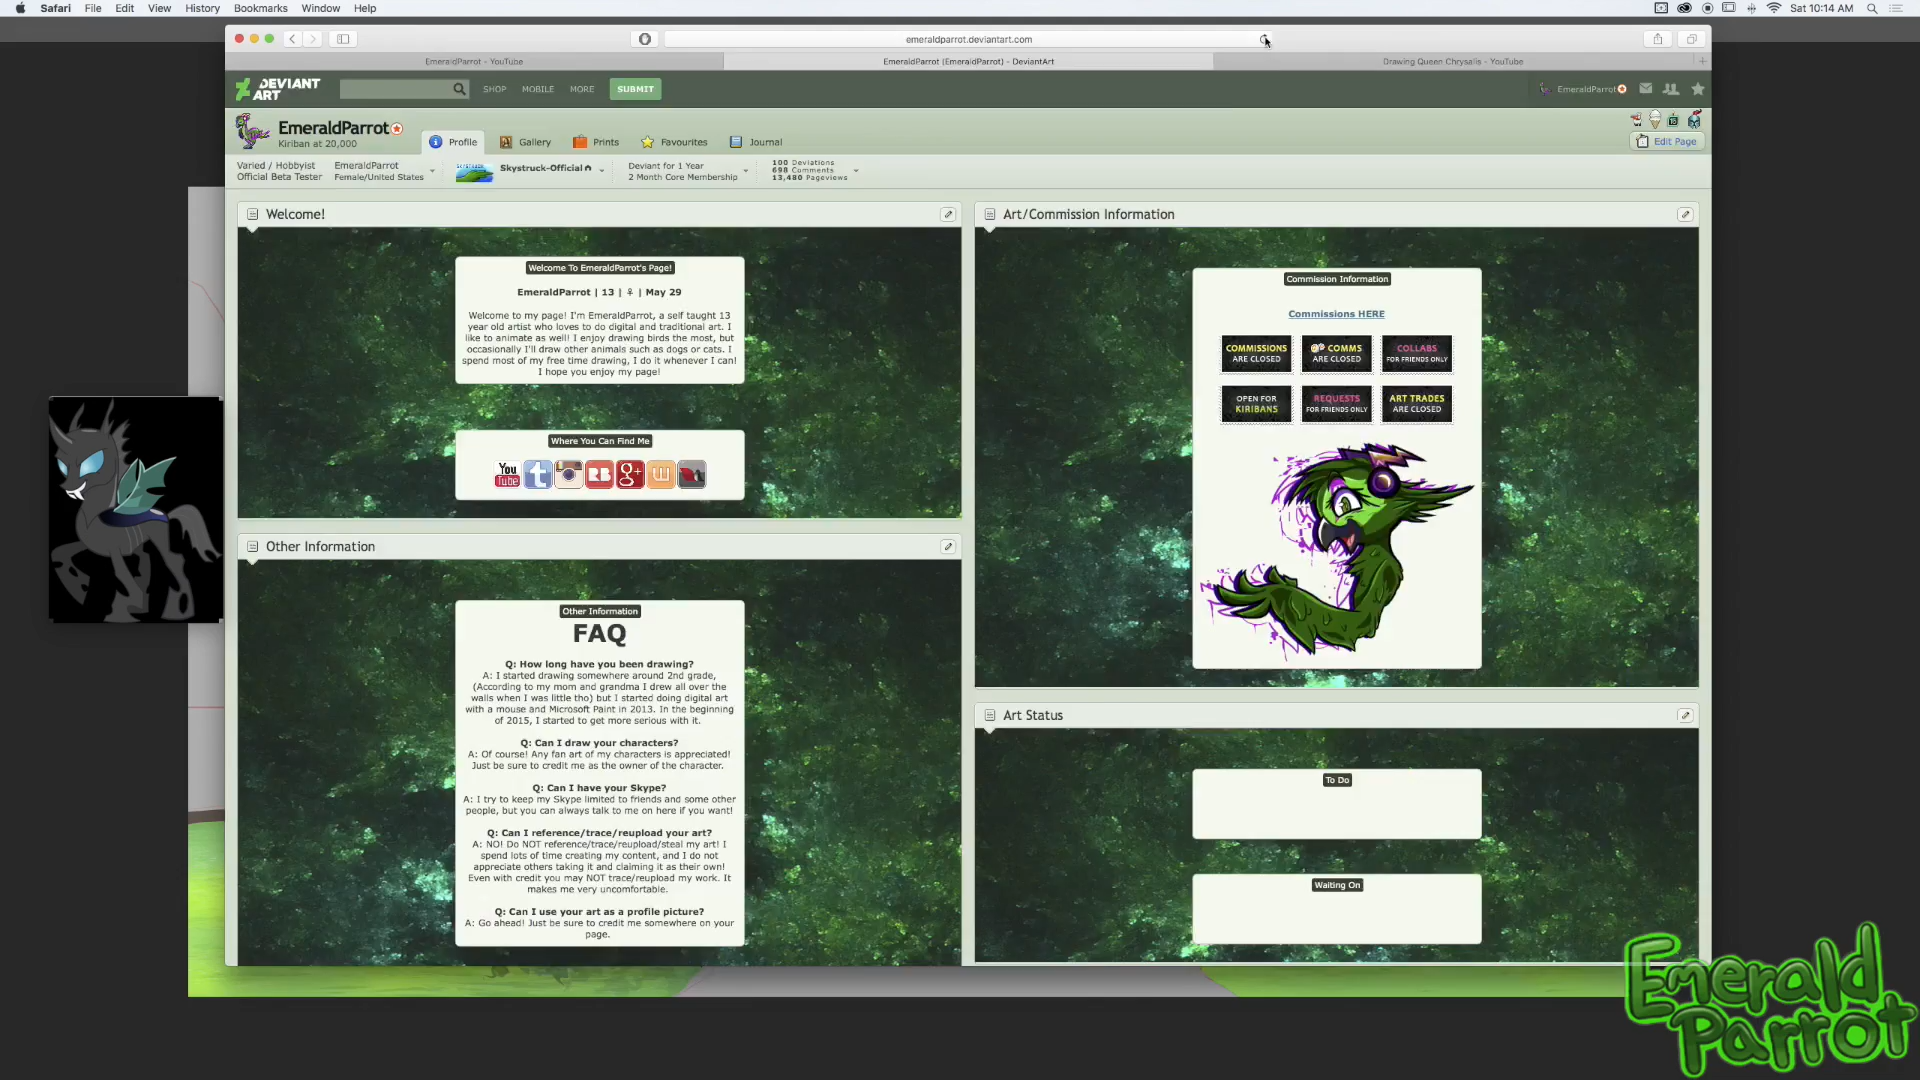 Safari File Edit View History Bookmarks Window Help Sat 10:14 AM
emeraldparrot.deviantart.com
EmeraldParrot - YouTube EmeraldParrot (EmeraldParrot) - DeviantArt Drawing Queen Chrysalis - YouTube
DEVIANT
ART
SHOP MOBILE MORE SUBMIT EmeraldParrot
EmeraldParrot
Kiriban at 20,000
Profile Gallery Prints Favourites Journal
Edit Page
Varied / Hobbyist
Official Beta Tester
EmeraldParrot
Female/United States
Skystruck-Official
Deviant for 1 Year
2 Month Core Membership
100 Deviations
698 Comments
13,480 Pageviews
Welcome!
Welcome To EmeraldParrot's Page!
EmeraldParrot | 13 | ♀ | May 29
Welcome to my page! I'm EmeraldParrot, a self taught 13
year old artist who loves to do digital and traditional art. I
like to animate as well! I enjoy drawing birds the most, but
occasionally I'll draw other animals such as dogs or cats. I
spend most of my free time drawing, I do it whenever I can!
I hope you enjoy my page!
Where You Can Find Me
You
Tube
t
RB
g+
w
Other Information
Other Information
FAQ
Q: How long have you been drawing?
A: I started drawing somewhere around 2nd grade,
(According to my mom and grandma I drew all over the
walls when I was little tho) but I started doing digital art
with a mouse and Microsoft Paint in 2013. In the beginning
of 2015, I started to get more serious with it.
Q: Can I draw your characters?
A: Of course! Any fan art of my characters is appreciated!
Just be sure to credit me as the owner of the character.
Q: Can I have your Skype?
A: I try to keep my Skype limited to friends and some other
people, but you can always talk to me on here if you want!
Q: Can I reference/trace/reupload your art?
A: NO! Do NOT reference/trace/reupload/steal my art! I
spend lots of time creating my content, and I do not
appreciate others taking it and claiming it as their own!
Even with credit you may NOT trace/reupload my work. It
makes me very uncomfortable.
Q: Can I use your art as a profile picture?
A: Go ahead! Just be sure to credit me somewhere on your
page.
Art/Commission Information
Commission Information
Commissions HERE
COMMISSIONS
ARE CLOSED
COMMS
ARE CLOSED
COLLABS
FOR FRIENDS ONLY
OPEN FOR
KIRIBANS
REQUESTS
FOR FRIENDS ONLY
ART TRADES
ARE CLOSED
Art Status
To Do
Waiting On
Emerald
Parrot